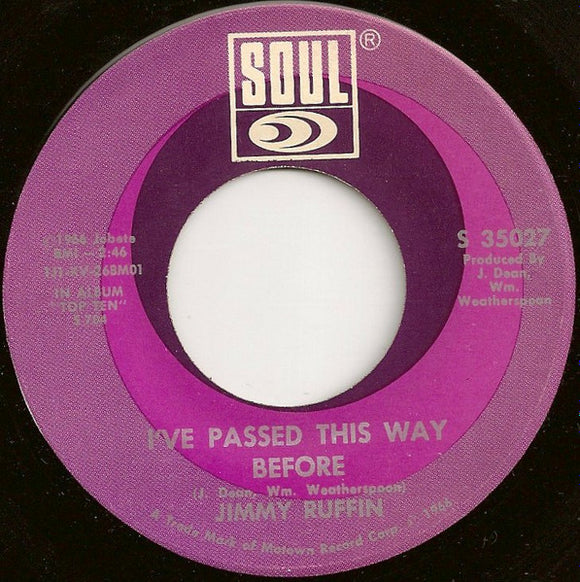 SOUL®
© 1966 Jobete
BMI – 2:46
IN ALBUM
"TOP TEN"
S 704
S 35027
Produced By
J. Dean,
Wm.
Weatherspoon
I'VE PASSED THIS WAY
BEFORE
(J. Dean, Wm. Weatherspoon)
JIMMY RUFFIN
A Trade Mark of Motown Record Corp. © 1966